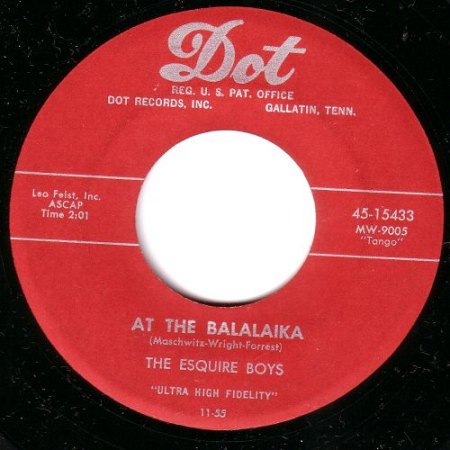 Dot
REG. U. S. PAT. OFFICE
DOT RECORDS, INC. GALLATIN, TENN.
Leo Feist, Inc.
ASCAP
Time 2:01
45-15433
MW-9005
"Tango"
AT THE BALALAIKA
(Maschwitz-Wright-Forrest)
THE ESQUIRE BOYS
"ULTRA HIGH FIDELITY"
11-55